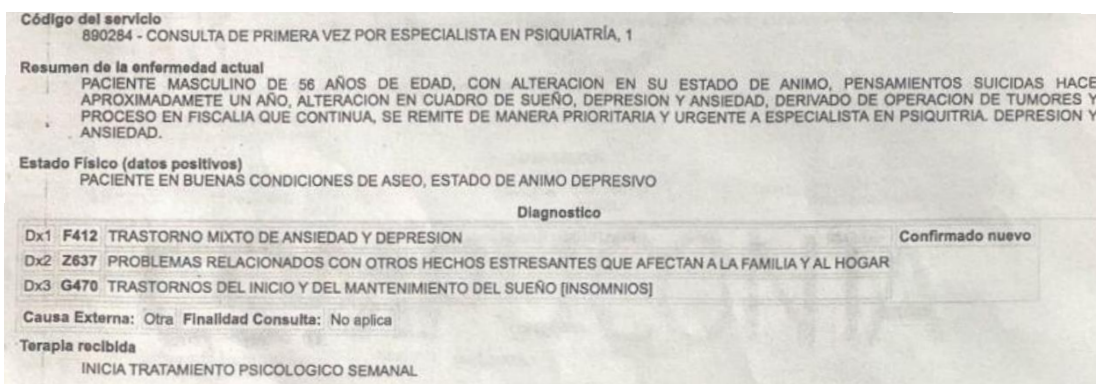 Código del servicio
890284 - CONSULTA DE PRIMERA VEZ POR ESPECIALISTA EN PSIQUIATRÍA, 1
Resumen de la enfermedad actual
PACIENTE MASCULINO DE 56 AÑOS DE EDAD, CON ALTERACION EN SU ESTADO DE ANIMO, PENSAMIENTOS SUICIDAS HACE
APROXIMADAMETE UN AÑO, ALTERACION EN CUADRO DE SUEÑO, DEPRESION Y ANSIEDAD, DERIVADO DE OPERACION DE TUMORES Y
PROCESO EN FISCALIA QUE CONTINUA, SE REMITE DE MANERA PRIORITARIA Y URGENTE A ESPECIALISTA EN PSIQUITRIA. DEPRESION Y
ANSIEDAD.
Estado Físico (datos positivos)
PACIENTE EN BUENAS CONDICIONES DE ASEO, ESTADO DE ANIMO DEPRESIVO
Diagnostico
Dx1 F412 TRASTORNO MIXTO DE ANSIEDAD Y DEPRESION Confirmado nuevo
Dx2 Z637 PROBLEMAS RELACIONADOS CON OTROS HECHOS ESTRESANTES QUE AFECTAN A LA FAMILIA Y AL HOGAR
Dx3 G470 TRASTORNOS DEL INICIO Y DEL MANTENIMIENTO DEL SUEÑO [INSOMNIOS]
Causa Externa: Otra Finalidad Consulta: No aplica
Terapia recibida
INICIA TRATAMIENTO PSICOLOGICO SEMANAL